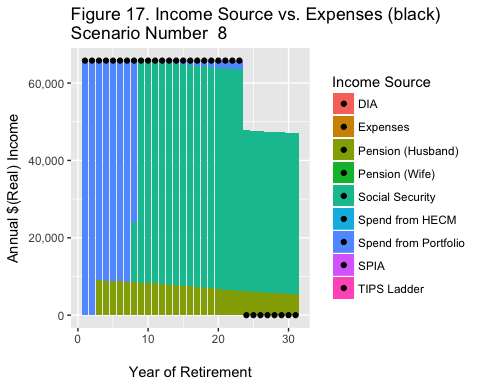 Figure 17. Income Source vs. Expenses (black)
Scenario Number 8
Annual $(Real) Income
60,000
40,000
20,000
0
0 10 20 30
Year of Retirement
Income Source
DIA
Expenses
Pension (Husband)
Pension (Wife)
Social Security
Spend from HECM
Spend from Portfolio
SPIA
TIPS Ladder